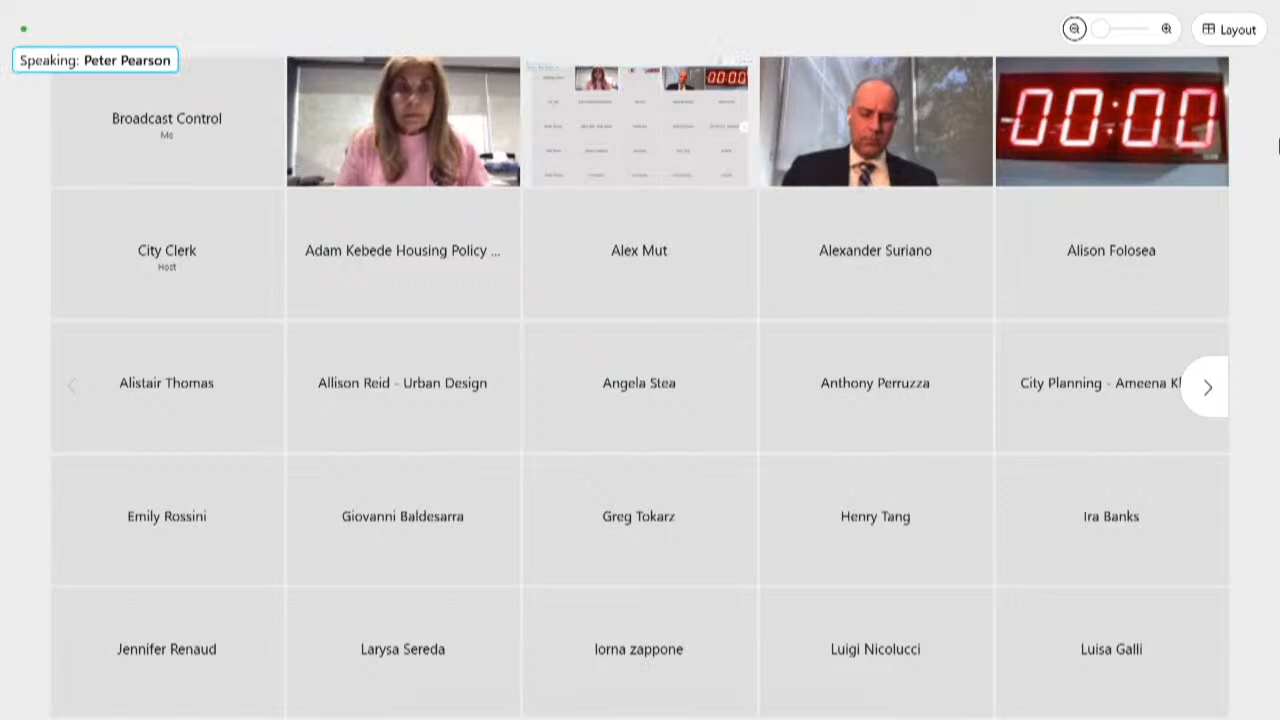 Layout
Speaking: Peter Pearson
Broadcast Control
Me
00:00
00:00
City Clerk
Host
Adam Kebede Housing Policy ...
Alex Mut
Alexander Suriano
Alison Folosea
Alistair Thomas
Allison Reid - Urban Design
Angela Stea
Anthony Perruzza
City Planning - Ameena
Emily Rossini
Giovanni Baldesarra
Greg Tokarz
Henry Tang
Ira Banks
Jennifer Renaud
Larysa Sereda
lorna zappone
Luigi Nicolucci
Luisa Galli